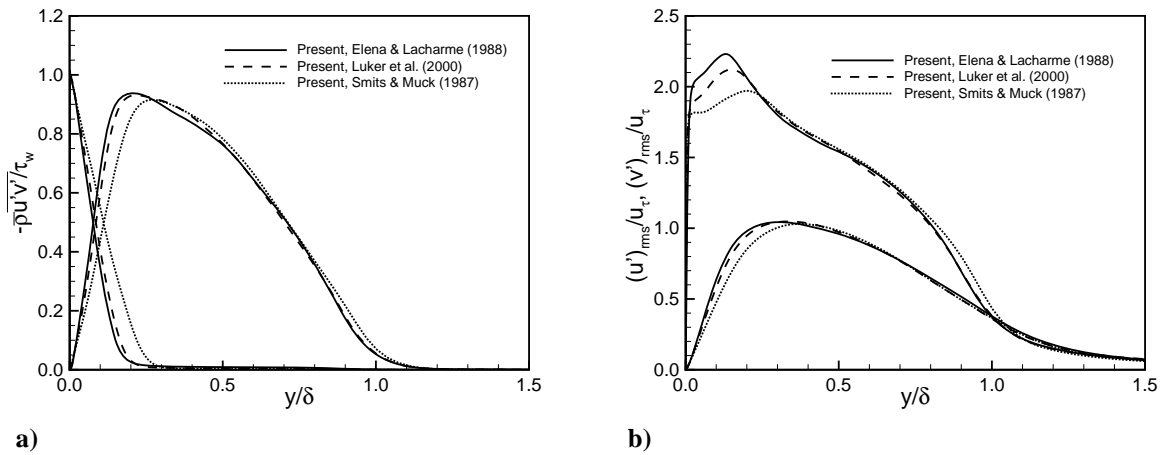 1.2
1.0
0.8
0.6
0.4
0.2
0.0
0.0 0.5 1.0 1.5
y/δ
-ρ̅u'v'̅/τw
Present, Elena & Lacharme (1988)
Present, Luker et al. (2000)
Present, Smits & Muck (1987)
a)
2.5
2.0
1.5
1.0
0.5
0.0
0.0 0.5 1.0 1.5
y/δ
(u')rms/uτ, (v')rms/uτ
Present, Elena & Lacharme (1988)
Present, Luker et al. (2000)
Present, Smits & Muck (1987)
b)